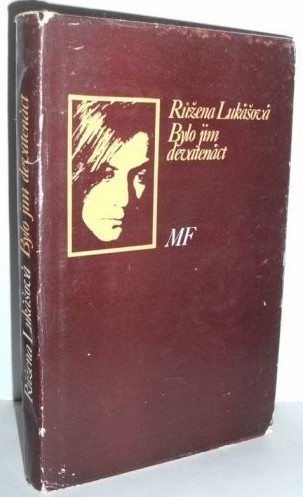 Růžena Lukášová
Bylo jim
devatenáct
MF
Růžena Lukášová Bylo jim devatenáct